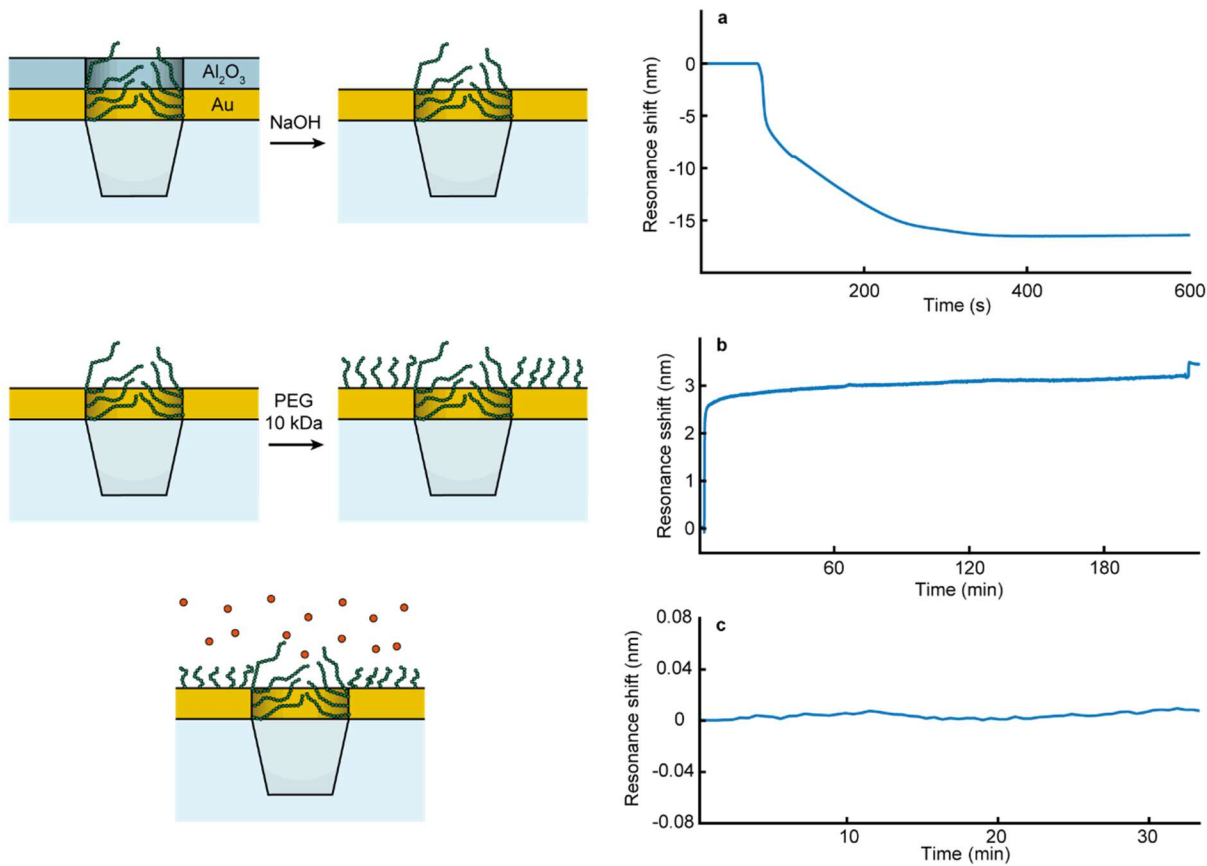 Al₂O₃
Au
NaOH
a
Resonance shift (nm)
0
-5
-10
-15
200
400
600
Time (s)
PEG
10 kDa
b
Resonance sshift (nm)
3
2
1
0
60
120
180
Time (min)
c
Resonance shift (nm)
0.08
0.04
0
-0.04
-0.08
10
20
30
Time (min)